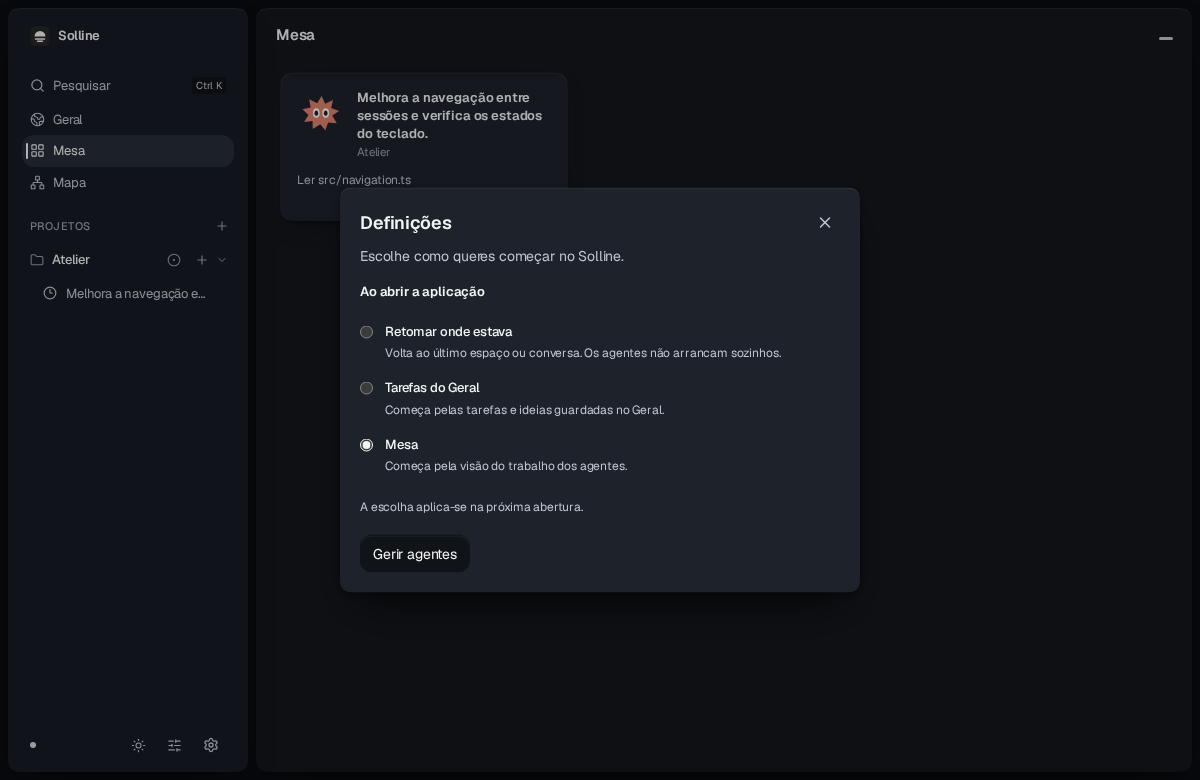 Solline
Pesquisar
Ctrl K
Geral
Mesa
Mapa
PROJETOS
Atelier
Melhora a navegação e...
Mesa
Melhora a navegação entre
sessões e verifica os estados
do teclado.
Atelier
Ler src/navigation.ts
Definições
Escolhe como queres começar no Solline.
Ao abrir a aplicação
Retomar onde estava
Volta ao último espaço ou conversa. Os agentes não arrancam sozinhos.
Tarefas do Geral
Começa pelas tarefas e ideias guardadas no Geral.
Mesa
Começa pela visão do trabalho dos agentes.
A escolha aplica-se na próxima abertura.
Gerir agentes